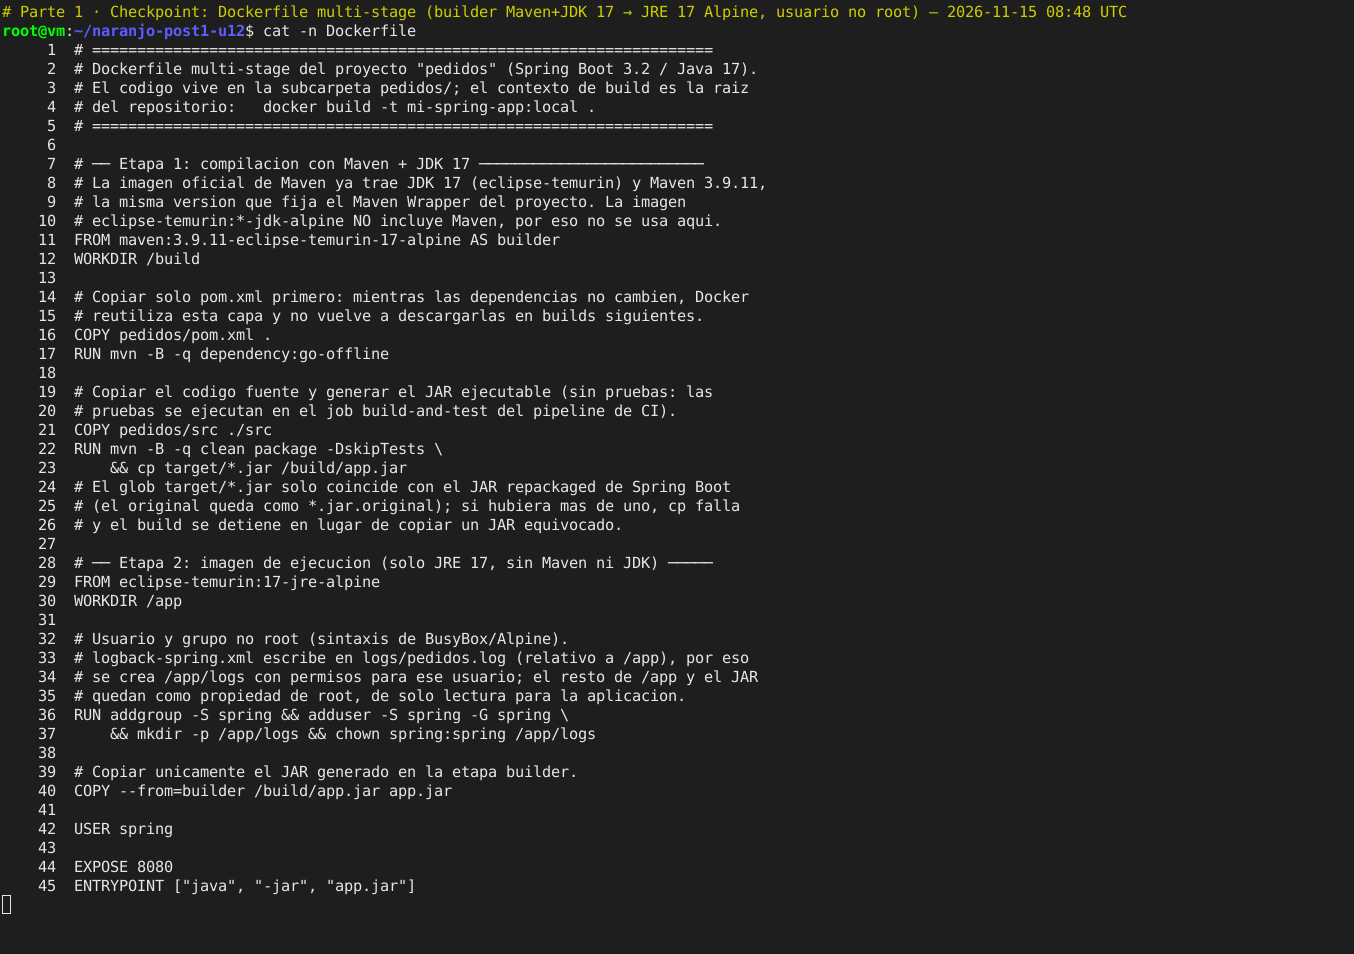 # Parte 1 · Checkpoint: Dockerfile multi-stage (builder Maven+JDK 17 → JRE 17 Alpine, usuario no root) — 2026-11-15 08:48 UTC
root@vm:~/naranjo-post1-u12$ cat -n Dockerfile
     1  # =====================================================================
     2  # Dockerfile multi-stage del proyecto "pedidos" (Spring Boot 3.2 / Java 17).
     3  # El codigo vive en la subcarpeta pedidos/; el contexto de build es la raiz
     4  # del repositorio:   docker build -t mi-spring-app:local .
     5  # =====================================================================
     6
     7  # ── Etapa 1: compilacion con Maven + JDK 17 ─────────────────────────
     8  # La imagen oficial de Maven ya trae JDK 17 (eclipse-temurin) y Maven 3.9.11,
     9  # la misma version que fija el Maven Wrapper del proyecto. La imagen
    10  # eclipse-temurin:*-jdk-alpine NO incluye Maven, por eso no se usa aqui.
    11  FROM maven:3.9.11-eclipse-temurin-17-alpine AS builder
    12  WORKDIR /build
    13
    14  # Copiar solo pom.xml primero: mientras las dependencias no cambien, Docker
    15  # reutiliza esta capa y no vuelve a descargarlas en builds siguientes.
    16  COPY pedidos/pom.xml .
    17  RUN mvn -B -q dependency:go-offline
    18
    19  # Copiar el codigo fuente y generar el JAR ejecutable (sin pruebas: las
    20  # pruebas se ejecutan en el job build-and-test del pipeline de CI).
    21  COPY pedidos/src ./src
    22  RUN mvn -B -q clean package -DskipTests \
    23      && cp target/*.jar /build/app.jar
    24  # El glob target/*.jar solo coincide con el JAR repackaged de Spring Boot
    25  # (el original queda como *.jar.original); si hubiera mas de uno, cp falla
    26  # y el build se detiene en lugar de copiar un JAR equivocado.
    27
    28  # ── Etapa 2: imagen de ejecucion (solo JRE 17, sin Maven ni JDK) ─────
    29  FROM eclipse-temurin:17-jre-alpine
    30  WORKDIR /app
    31
    32  # Usuario y grupo no root (sintaxis de BusyBox/Alpine).
    33  # logback-spring.xml escribe en logs/pedidos.log (relativo a /app), por eso
    34  # se crea /app/logs con permisos para ese usuario; el resto de /app y el JAR
    35  # quedan como propiedad de root, de solo lectura para la aplicacion.
    36  RUN addgroup -S spring && adduser -S spring -G spring \
    37      && mkdir -p /app/logs && chown spring:spring /app/logs
    38
    39  # Copiar unicamente el JAR generado en la etapa builder.
    40  COPY --from=builder /build/app.jar app.jar
    41
    42  USER spring
    43
    44  EXPOSE 8080
    45  ENTRYPOINT ["java", "-jar", "app.jar"]